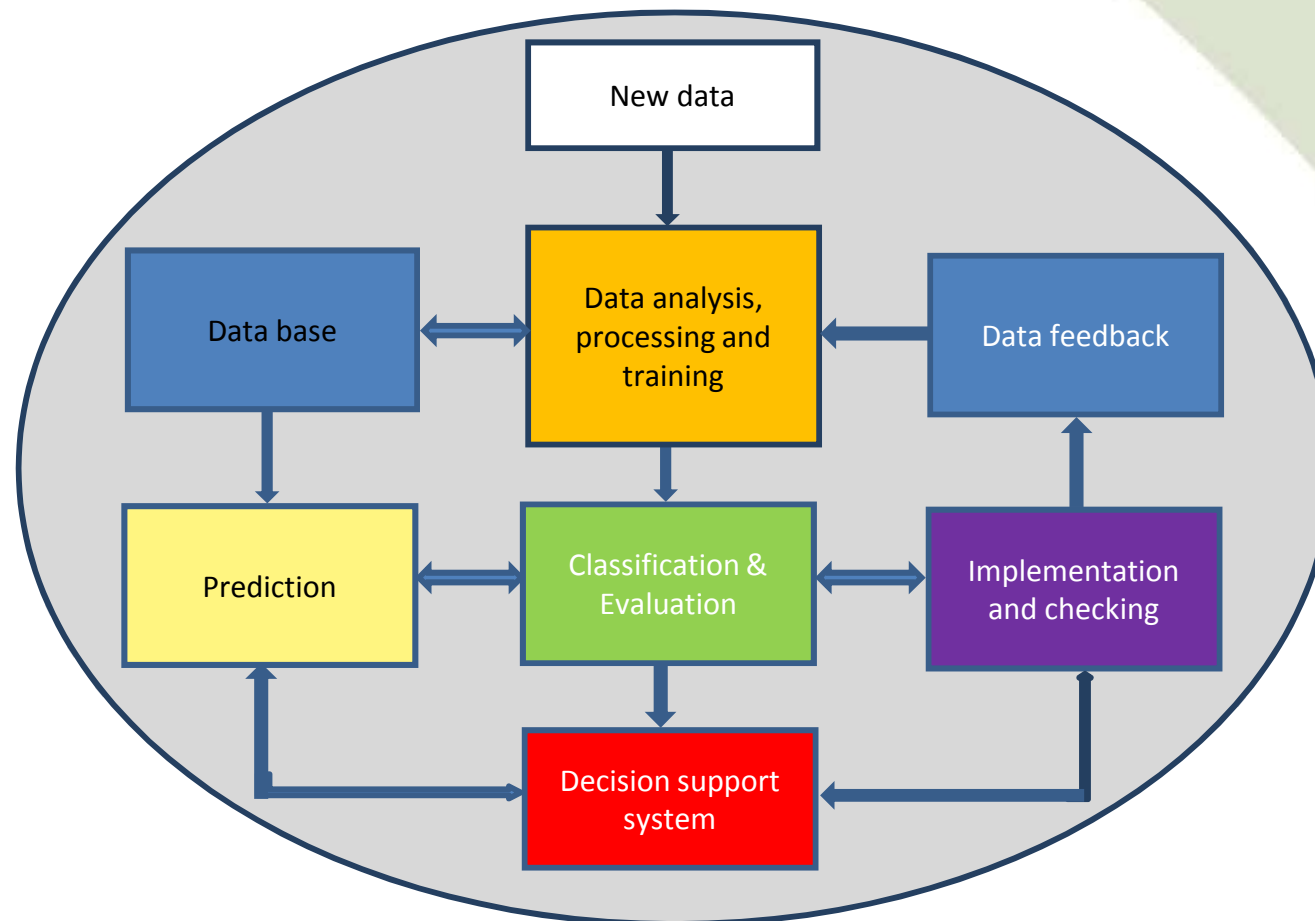 New data
Data base
Data analysis,
processing and
training
Data feedback
Prediction
Classification &
Evaluation
Implementation
and checking
Decision support
system